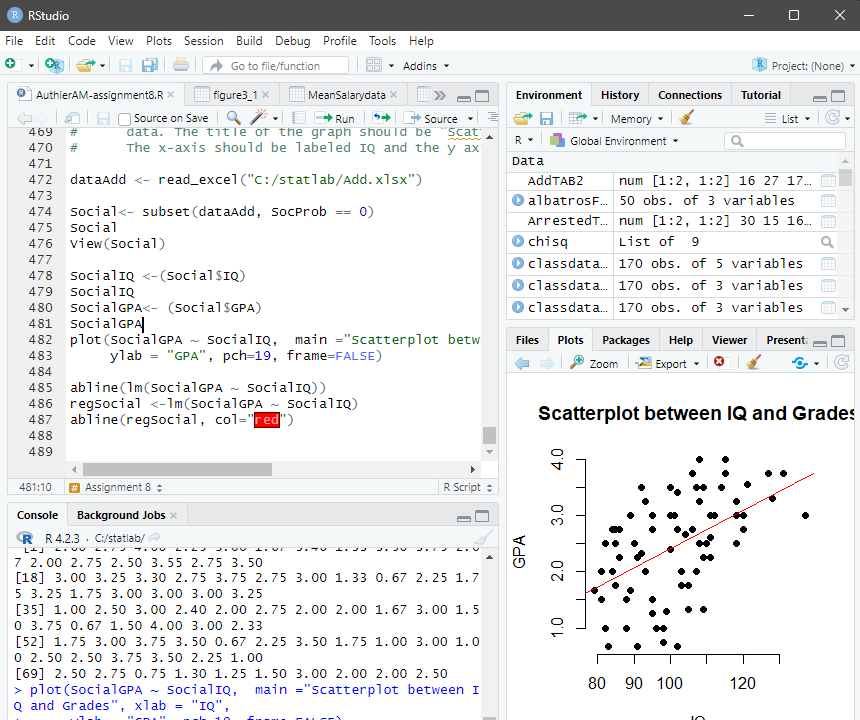 RStudio
File Edit Code View Plots Session Build Debug Profile Tools Help
Go to file/function
Addins
Project: (None)
AuthierAM-assignment8.R
figure3_1
MeanSalarydata
Source on Save
Run
Source
469 # data. The title of the graph should be "Scat
470 # The x-axis should be labeled IQ and the y ax
471
472 dataAdd <- read_excel("C:/statlab/Add.xlsx")
473
474 Social<- subset(dataAdd, SocProb == 0)
475 Social
476 View(Social)
477
478 SocialIQ <-(Social$IQ)
479 SocialIQ
480 SocialGPA<- (Social$GPA)
481 SocialGPA
482 plot(SocialGPA ~ SocialIQ,  main ="Scatterplot betw
483 ylab = "GPA", pch=19, frame=FALSE)
484
485 abline(lm(SocialGPA ~ SocialIQ))
486 regSocial <-lm(SocialGPA ~ SocialIQ)
487 abline(regSocial, col="red")
488
489
481:10 # Assignment 8 R Script
Console Background Jobs
R 4.2.3 · C:/statlab/
7 2.00 2.75 2.50 3.55 2.75 3.50
[18] 3.00 3.25 3.30 2.75 3.75 2.75 3.00 1.33 0.67 2.25 1.7
5 3.25 1.75 3.00 3.00 3.00 3.25
[35] 1.00 2.50 3.00 2.40 2.00 2.75 2.00 2.00 1.67 3.00 1.5
0 3.75 0.67 1.50 4.00 3.00 2.33
[52] 1.75 3.00 3.75 3.50 0.67 2.25 3.50 1.75 1.00 3.00 1.0
0 2.50 2.50 3.75 3.50 2.25 1.00
[69] 2.50 2.75 0.75 1.30 1.25 1.50 3.00 2.00 2.00 2.50
> plot(SocialGPA ~ SocialIQ,  main ="Scatterplot between I
Q and Grades", xlab = "IQ",
Environment History Connections Tutorial
Memory
List
R Global Environment
Data
AddTAB2 num [1:2, 1:2] 16 27 17…
albatrosF… 50 obs. of 3 variables
ArrestedT… num [1:2, 1:2] 30 15 16…
chisq List of 9
classdata… 170 obs. of 5 variables
classdata… 170 obs. of 3 variables
classdata… 170 obs. of 3 variables
Files Plots Packages Help Viewer Present
Zoom
Export
Scatterplot between IQ and Grades
GPA
4.0
3.0
2.0
1.0
80 90 100 120